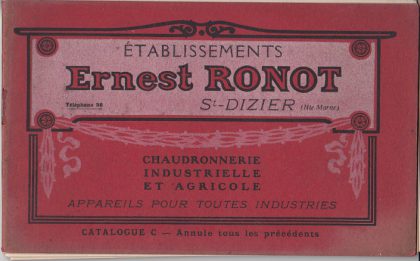 ÉTABLISSEMENTS
Ernest RONOT
Téléphone 98
St-DIZIER (Hte Marne)
CHAUDRONNERIE
INDUSTRIELLE
ET AGRICOLE
APPAREILS POUR TOUTES INDUSTRIES
CATALOGUE C — Annule tous les précédents